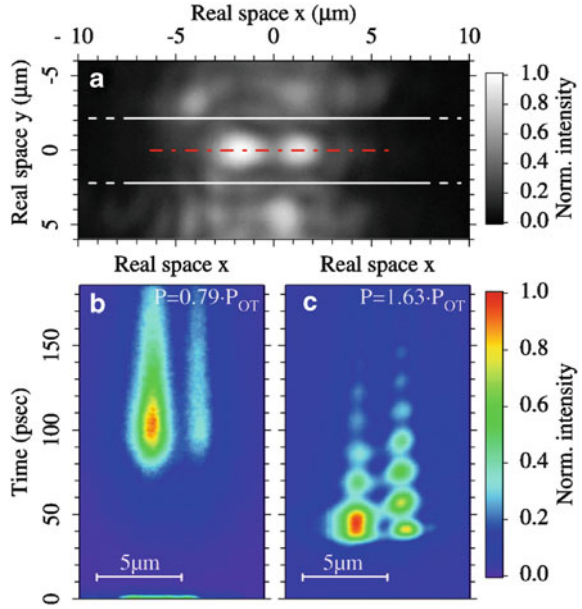 Real space x (μm)
- 10 -5 0 5 10
a
Real space y (μm)
-5
0
5
1.0
0.8
0.6
0.4
0.2
0.0
Norm. intensity
Real space x Real space x
b P=0.79·P_OT
c P=1.63·P_OT
Time (psec)
150
100
50
0
5μm 5μm
1.0
0.8
0.6
0.4
0.2
0.0
Norm. intensity